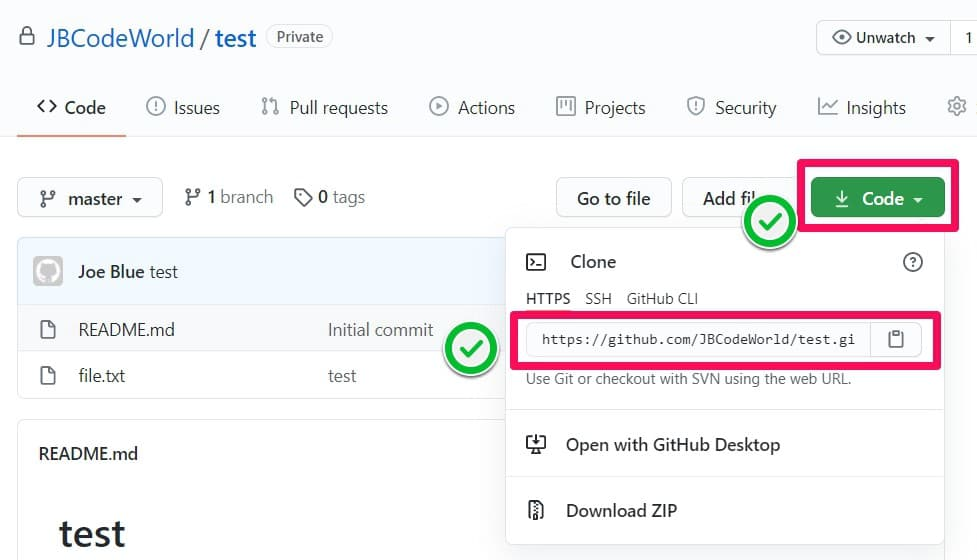 JBCodeWorld / test Private Unwatch 1
Code Issues Pull requests Actions Projects Security Insights
master 1 branch 0 tags Go to file Add fil Code
Joe Blue test
Clone
HTTPS SSH GitHub CLI
README.md Initial commit
https://github.com/JBCodeWorld/test.gi
file.txt test
Use Git or checkout with SVN using the web URL.
Open with GitHub Desktop
README.md
Download ZIP
test